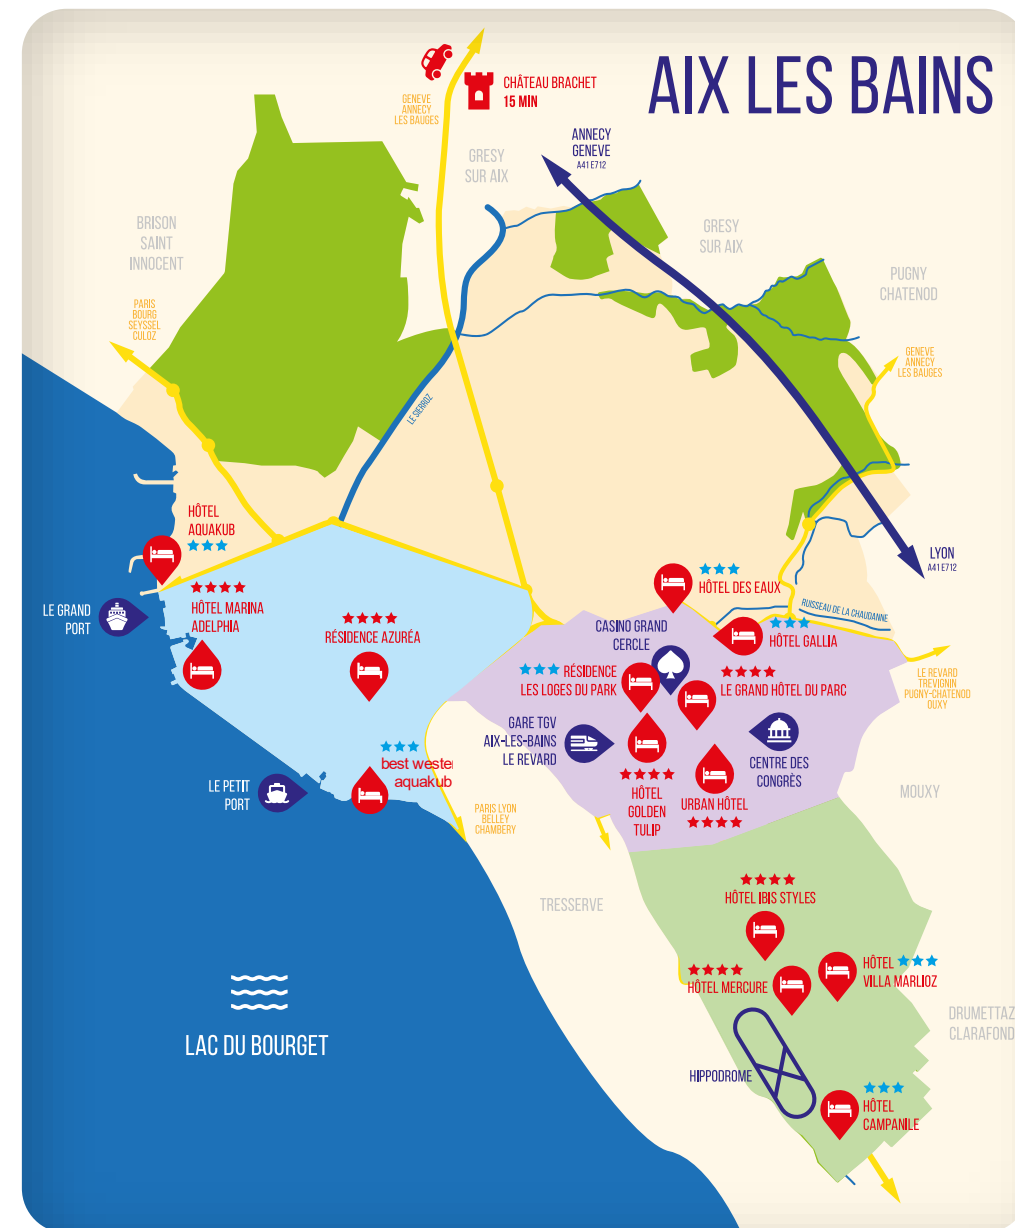 AIX LES BAINS
CHÂTEAU BRACHET
15 MIN
GENEVE
ANNECY
LES BAUGES
ANNECY
GENEVE
A41 E712
GRESY
SUR AIX
GRESY
SUR AIX
BRISON
SAINT
INNOCENT
PUGNY
CHATENOD
PARIS
BOURG
SEYSSEL
CULOZ
GENEVE
ANNECY
LES BAUGES
LE SIERROZ
HÔTEL
AQUAKUB
LYON
A41 E712
HÔTEL DES EAUX
RUISSEAU DE LA CHAUDANNE
LE GRAND
PORT
HÔTEL MARINA
ADELPHIA
RÉSIDENCE AZURÉA
CASINO GRAND
CERCLE
HÔTEL GALLIA
RÉSIDENCE
LES LOGES DU PARK
LE GRAND HÔTEL DU PARC
LE REVARD
TREVIGNIN
PUGNY-CHATENOD
OUXY
GARE TGV
AIX-LES-BAINS
LE REVARD
best wester
aquakub
CENTRE DES
CONGRÈS
LE PETIT
PORT
HÔTEL
GOLDEN
TULIP
URBAN HÔTEL
MOUXY
PARIS LYON
BELLEY
CHAMBERY
TRESSERVE
HÔTEL IBIS STYLES
HÔTEL MERCURE
HÔTEL
VILLA MARLIOZ
DRUMETTAZ
CLARAFOND
LAC DU BOURGET
HIPPODROME
HÔTEL
CAMPANILE